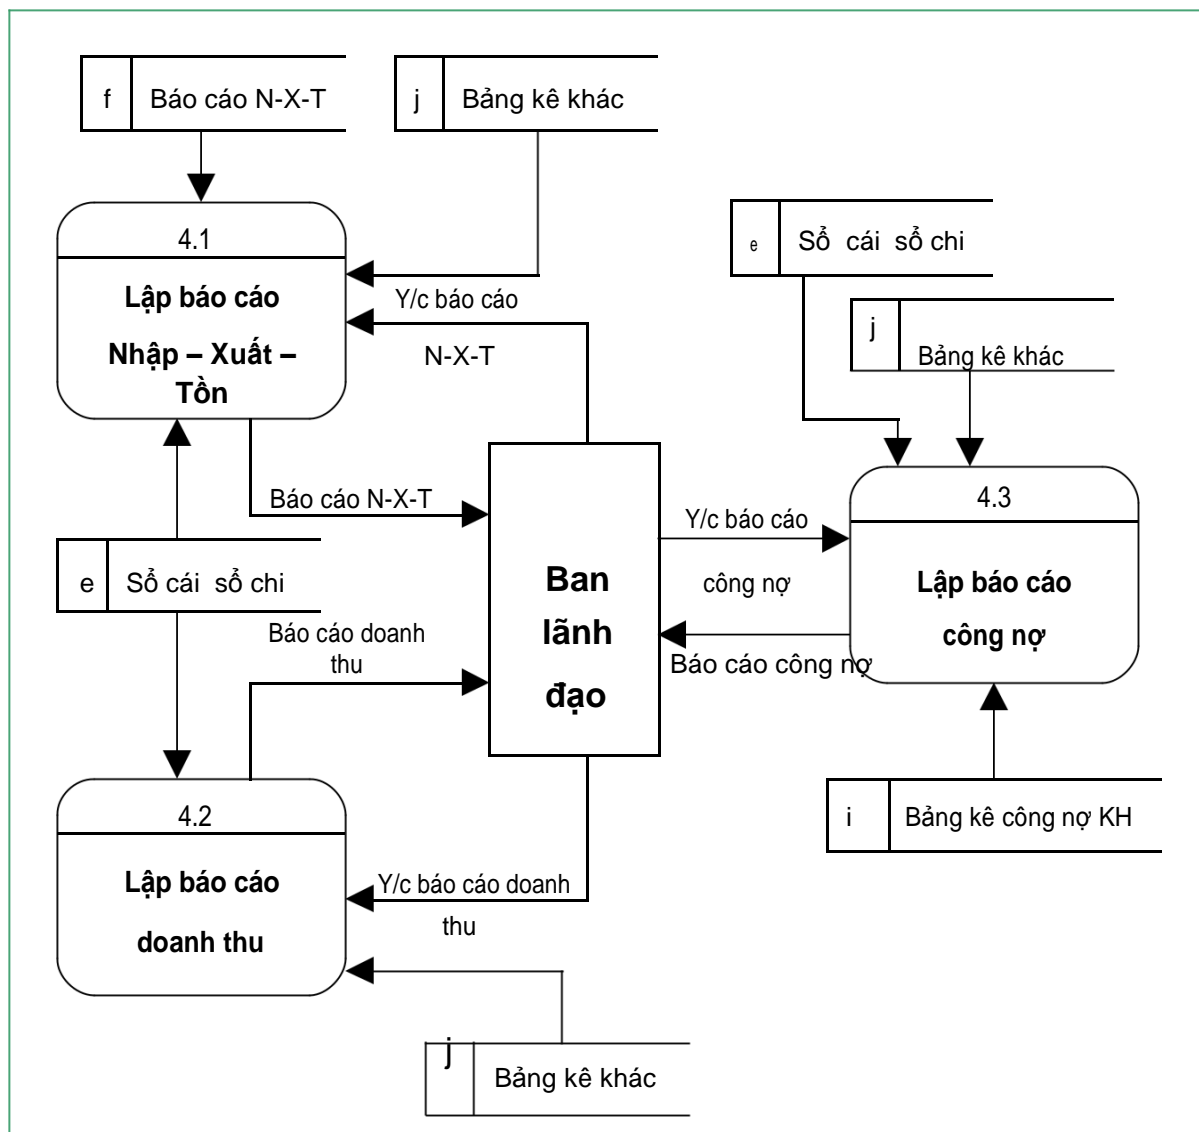 f
Báo cáo N-X-T
j
Bảng kê khác
4.1
Lập báo cáo
Nhập – Xuất –
Tồn
Y/c báo cáo
N-X-T
e
Sổ cái sổ chi
j
Bảng kê khác
Báo cáo N-X-T
4.3
Lập báo cáo
công nợ
Y/c báo cáo
công nợ
Báo cáo công nợ
Ban
lãnh
đạo
e
Sổ cái sổ chi
Báo cáo doanh
thu
4.2
Lập báo cáo
doanh thu
Y/c báo cáo doanh
thu
i
Bảng kê công nợ KH
j
Bảng kê khác